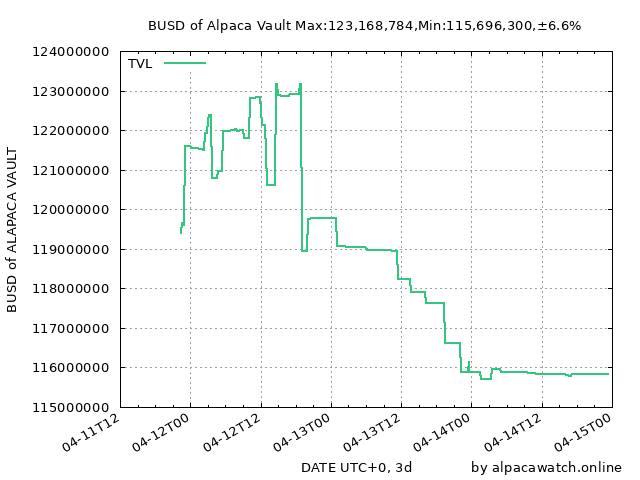 BUSD of Alpaca Vault Max:123,168,784,Min:115,696,300,±6.6%
TVL
124000000
123000000
122000000
121000000
120000000
119000000
118000000
117000000
116000000
115000000
BUSD of ALAPACA VAULT
04-11T12
04-12T00
04-12T12
04-13T00
04-13T12
04-14T00
04-14T12
04-15T00
DATE UTC+0, 3d
by alpacawatch.online